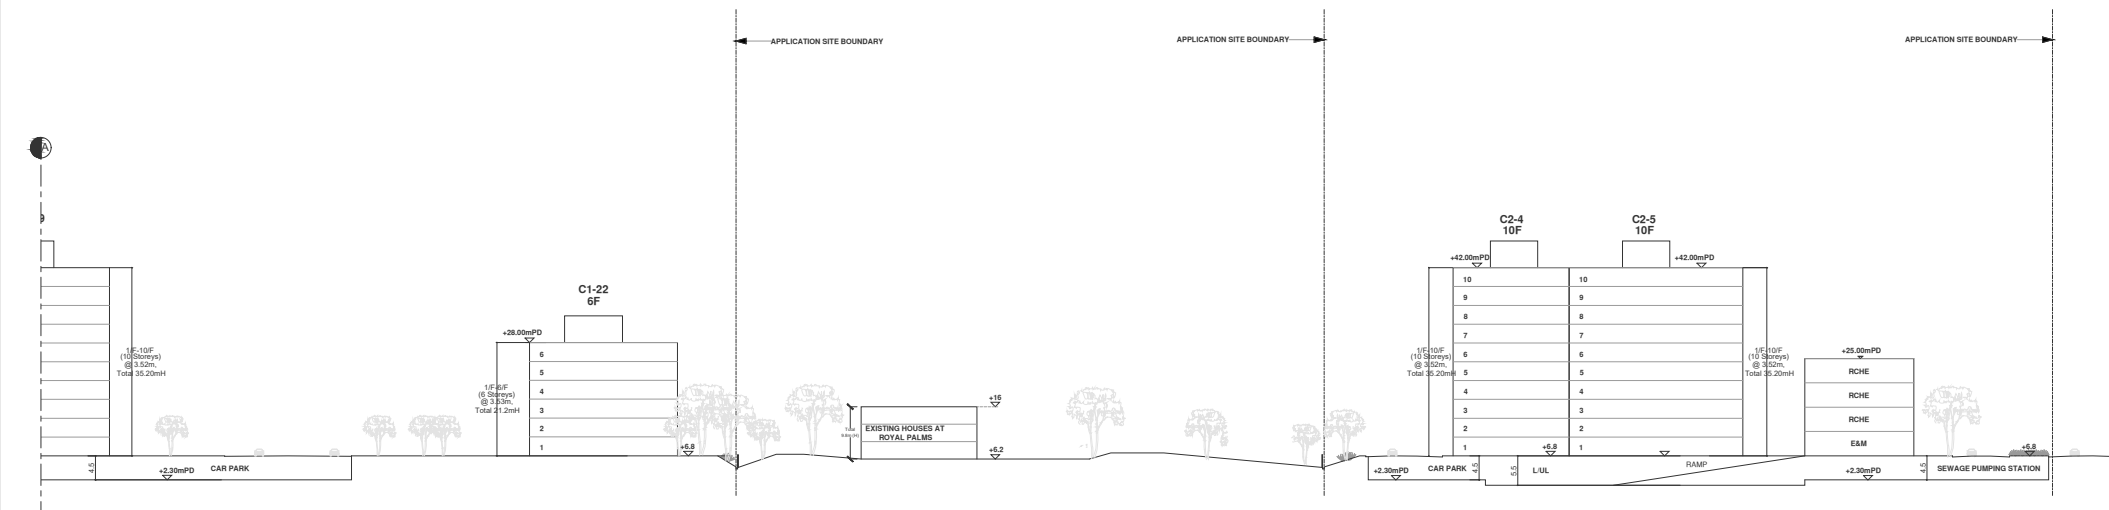 APPLICATION SITE BOUNDARY
APPLICATION SITE BOUNDARY
APPLICATION SITE BOUNDARY
A
9
1/F-10/F
(10 Storeys)
@ 3.52m,
Total 35.20mH
4.5
+2.30mPD
CAR PARK
C1-22
6F
+28.00mPD
6
5
4
3
2
1
1/F-6/F
(6 Storeys)
@ 3.53m,
Total 21.2mH
+6.8
Total
EXISTING HOUSES AT
ROYAL PALMS
+16
+6.2
C2-4
10F
C2-5
10F
+42.00mPD
+42.00mPD
10
9
8
7
6
5
4
3
2
1
10
9
8
7
6
5
4
3
2
1
1/F-10/F
(10 Storeys)
@ 3.52m,
Total 35.20mH
1/F-10/F
(10 Storeys)
@ 3.52m,
Total 35.20mH
+6.8
+25.00mPD
RCHE
RCHE
RCHE
E&M
+6.8
+2.30mPD
CAR PARK
4.5
5.5
L/UL
RAMP
+2.30mPD
4.5
SEWAGE PUMPING STATION